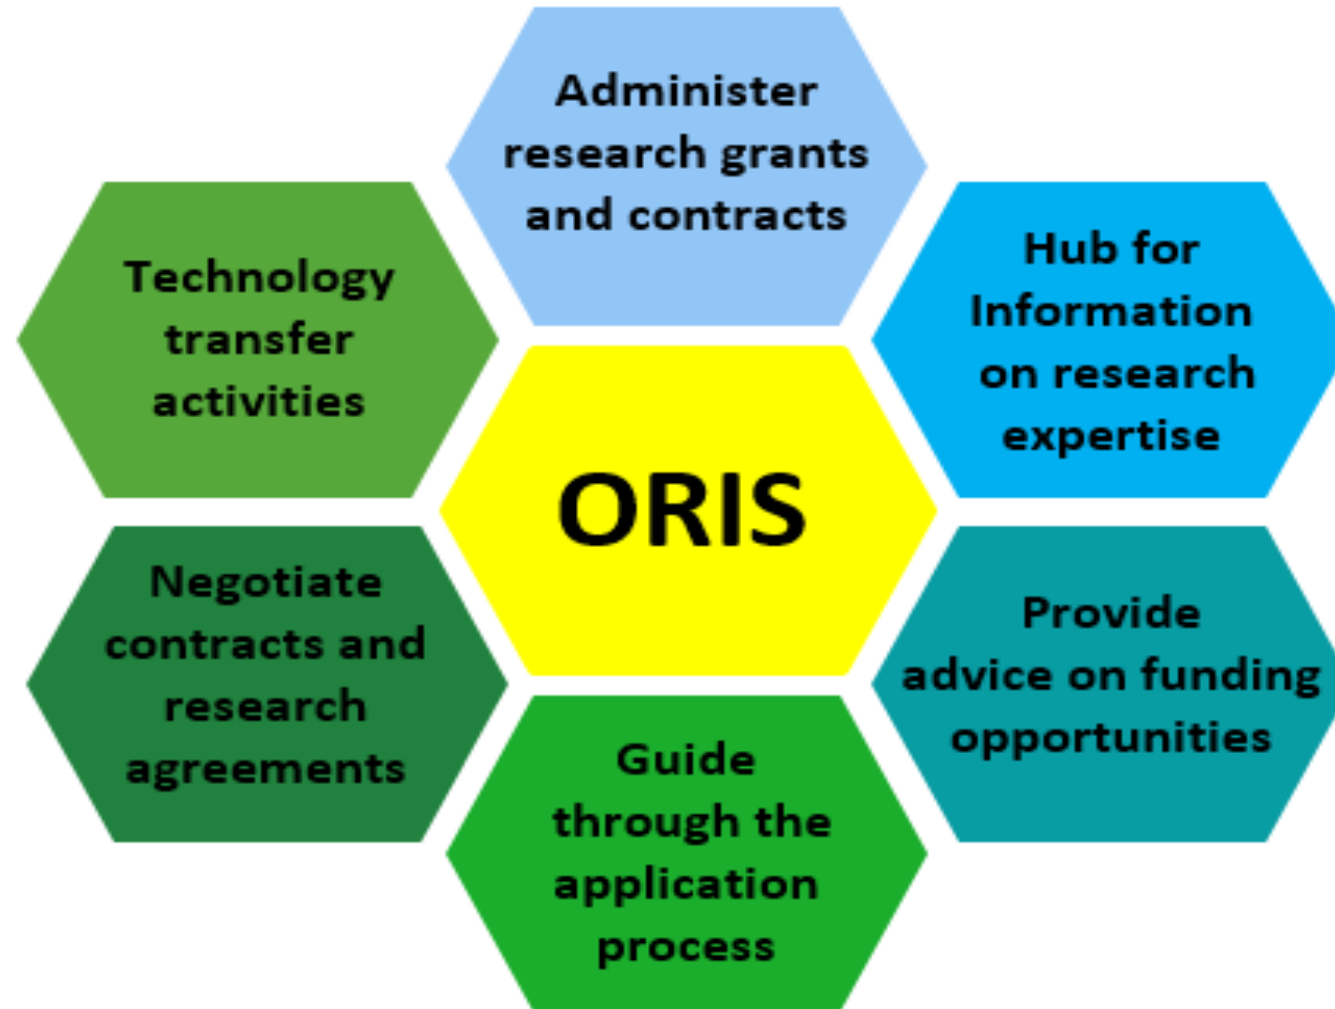 Administer
research grants
and contracts
Hub for
Information
on research
expertise
Provide
advice on funding
opportunities
Guide
through the
application
process
Negotiate
contracts and
research
agreements
Technology
transfer
activities
ORIS